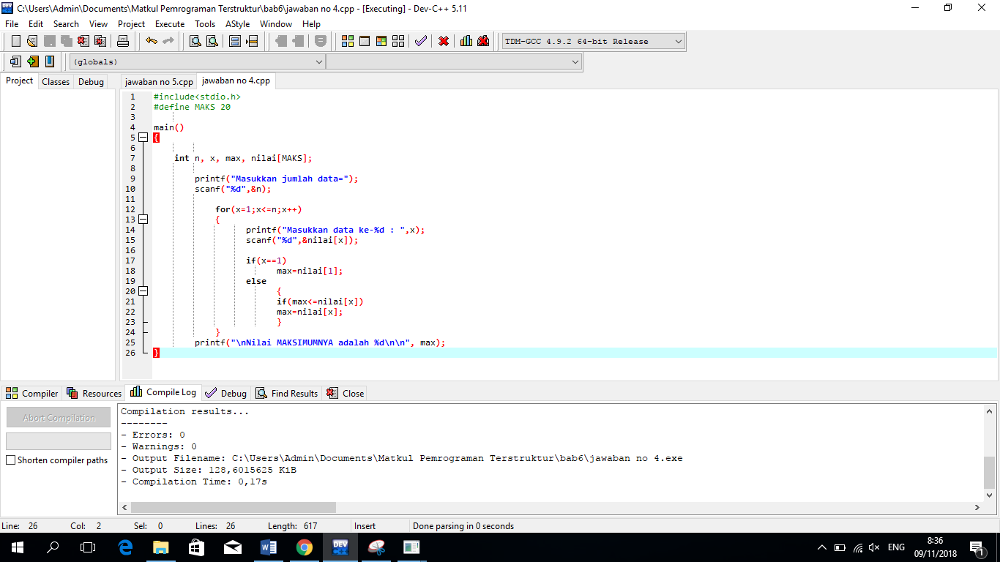 C:\Users\Admin\Documents\Matkul Pemrograman Terstruktur\bab6\jawaban no 4.cpp - [Executing] - Dev-C++ 5.11
File Edit Search View Project Execute Tools AStyle Window Help
TDM-GCC 4.9.2 64-bit Release
(globals)
Project Classes Debug jawaban no 5.cpp jawaban no 4.cpp
1 #include<stdio.h>
2 #define MAKS 20
3
4 main()
5 {
6
7 int n, x, max, nilai[MAKS];
8
9 printf("Masukkan jumlah data=");
10 scanf("%d",&n);
11
12 for(x=1;x<=n;x++)
13 {
14 printf("Masukkan data ke-%d : ",x);
15 scanf("%d",&nilai[x]);
16
17 if(x==1)
18 max=nilai[1];
19 else
20 {
21 if(max<=nilai[x])
22 max=nilai[x];
23 }
24 }
25 printf("\nNilai MAKSIMUMNYA adalah %d\n\n", max);
26 }
Compiler Resources Compile Log Debug Find Results Close
Abort Compilation
Shorten compiler paths
Compilation results...
--------
- Errors: 0
- Warnings: 0
- Output Filename: C:\Users\Admin\Documents\Matkul Pemrograman Terstruktur\bab6\jawaban no 4.exe
- Output Size: 128,6015625 KiB
- Compilation Time: 0,17s
Line: 26 Col: 2 Sel: 0 Lines: 26 Length: 617 Insert Done parsing in 0 seconds
DEV
ENG
8:36
09/11/2018
1